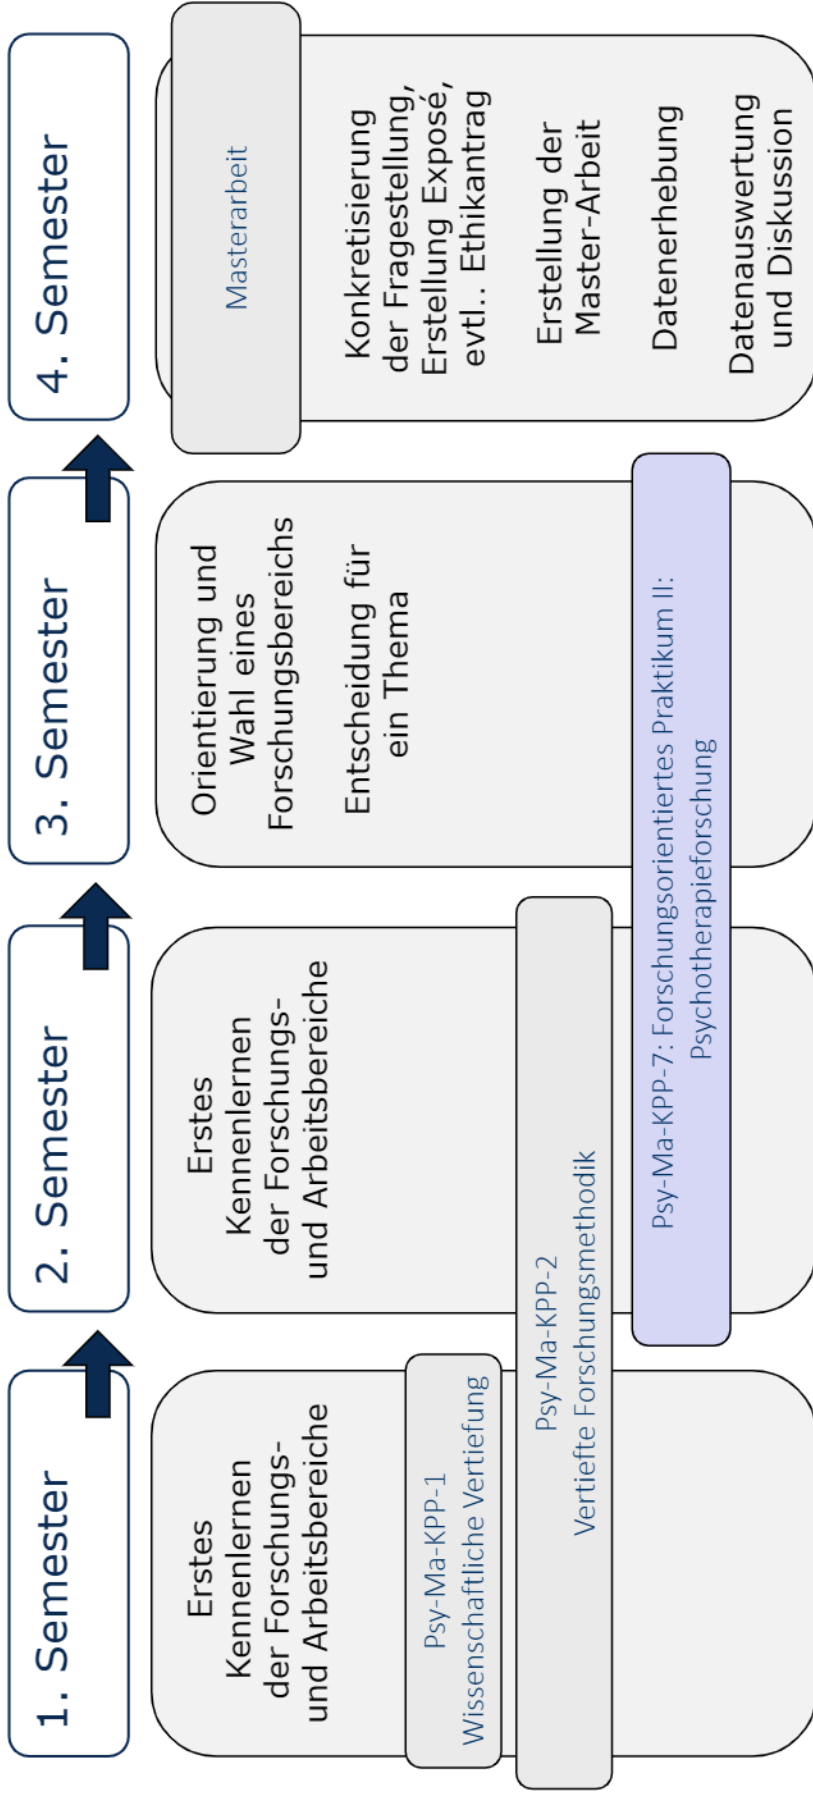 1. Semester
2. Semester
3. Semester
4. Semester
Erstes
Kennenlernen
der Forschungs-
und Arbeitsbereiche
Erstes
Kennenlernen
der Forschungs-
und Arbeitsbereiche
Orientierung und
Wahl eines
Forschungsbereichs
Entscheidung für
ein Thema
Masterarbeit
Konkretisierung
der Fragestellung,
Erstellung Exposé,
evtl.. Ethikantrag
Erstellung der
Master-Arbeit
Datenerhebung
Datenauswertung
und Diskussion
Psy-Ma-KPP-1
Wissenschaftliche Vertiefung
Psy-Ma-KPP-2
Vertiefte Forschungsmethodik
Psy-Ma-KPP-7: Forschungsorientiertes Praktikum II:
Psychotherapieforschung